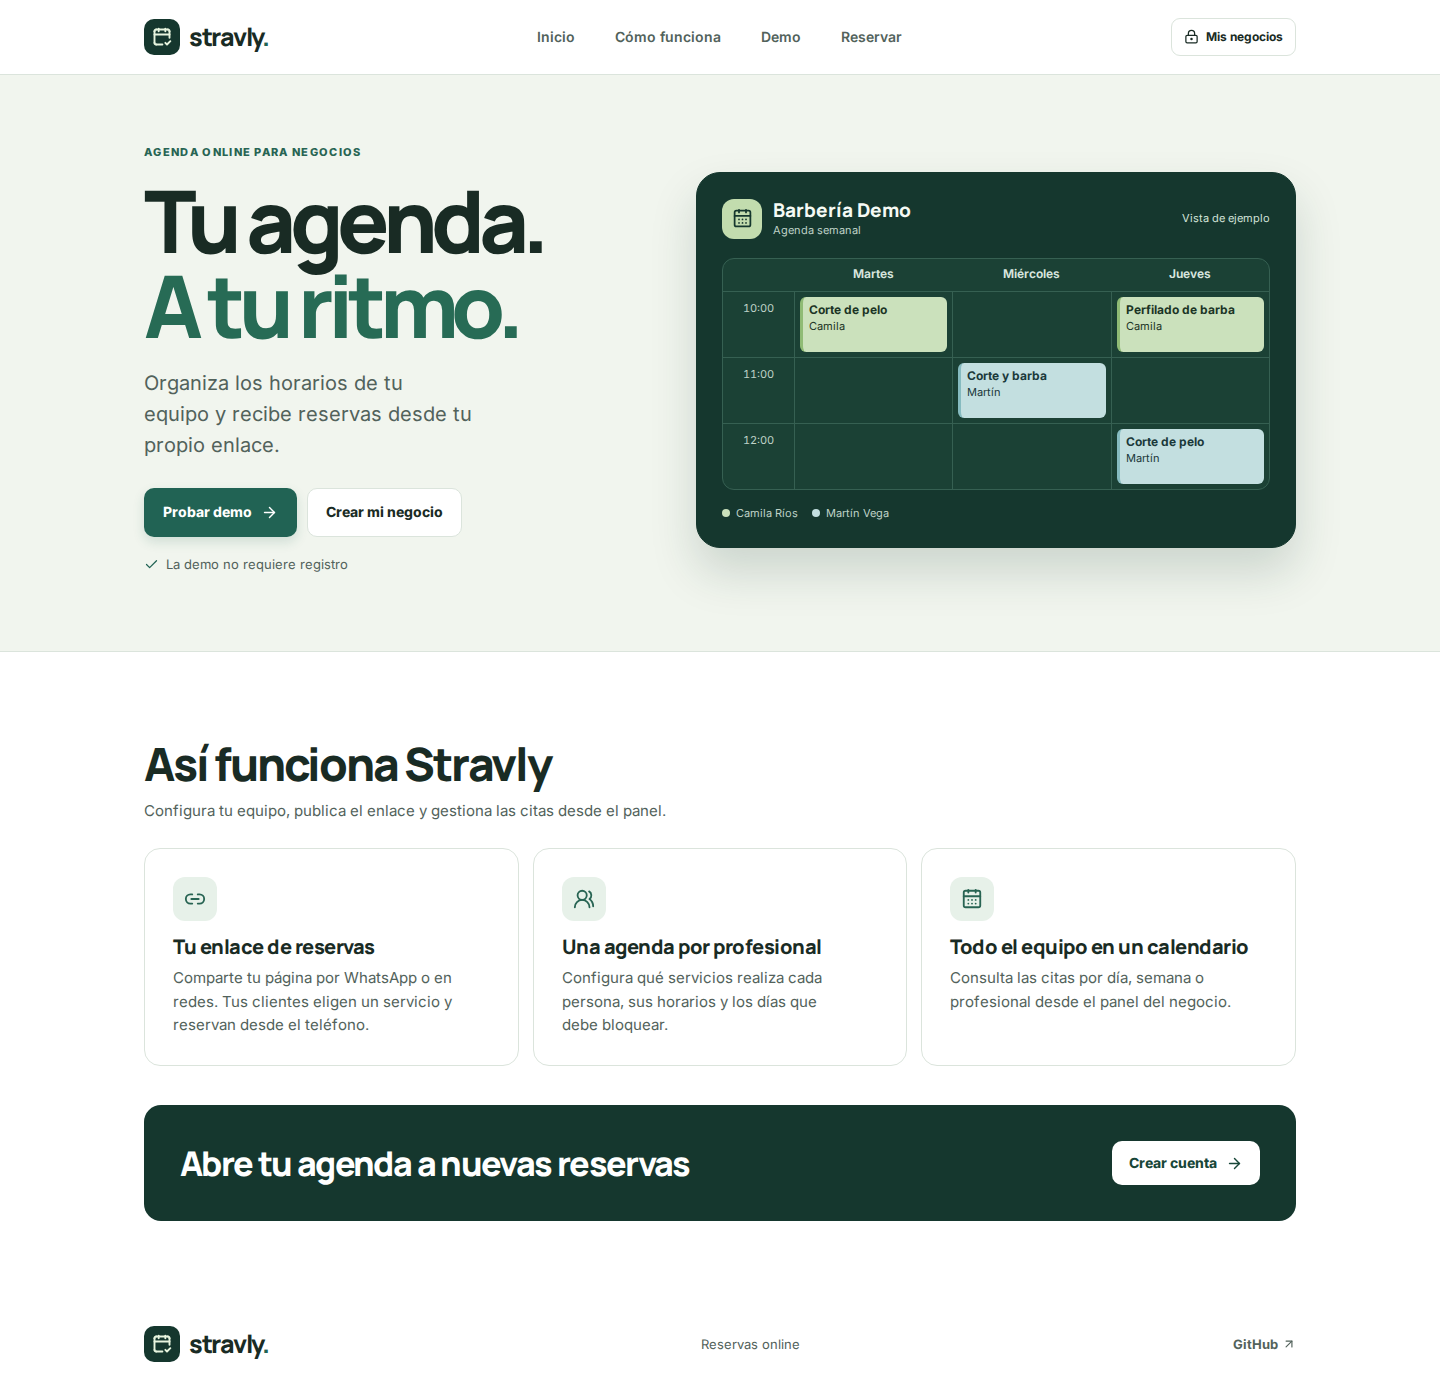 stravly.
Inicio
Cómo funciona
Demo
Reservar
Mis negocios
AGENDA ONLINE PARA NEGOCIOS
Tu agenda.
A tu ritmo.
Organiza los horarios de tu
equipo y recibe reservas desde tu
propio enlace.
Probar demo
Crear mi negocio
La demo no requiere registro
Barbería Demo
Agenda semanal
Vista de ejemplo
Martes
Miércoles
Jueves
10:00
Corte de pelo
Camila
Perfilado de barba
Camila
11:00
Corte y barba
Martín
12:00
Corte de pelo
Martín
Camila Ríos
Martín Vega
Así funciona Stravly
Configura tu equipo, publica el enlace y gestiona las citas desde el panel.
Tu enlace de reservas
Comparte tu página por WhatsApp o en
redes. Tus clientes eligen un servicio y
reservan desde el teléfono.
Una agenda por profesional
Configura qué servicios realiza cada
persona, sus horarios y los días que
debe bloquear.
Todo el equipo en un calendario
Consulta las citas por día, semana o
profesional desde el panel del negocio.
Abre tu agenda a nuevas reservas
Crear cuenta
stravly.
Reservas online
GitHub